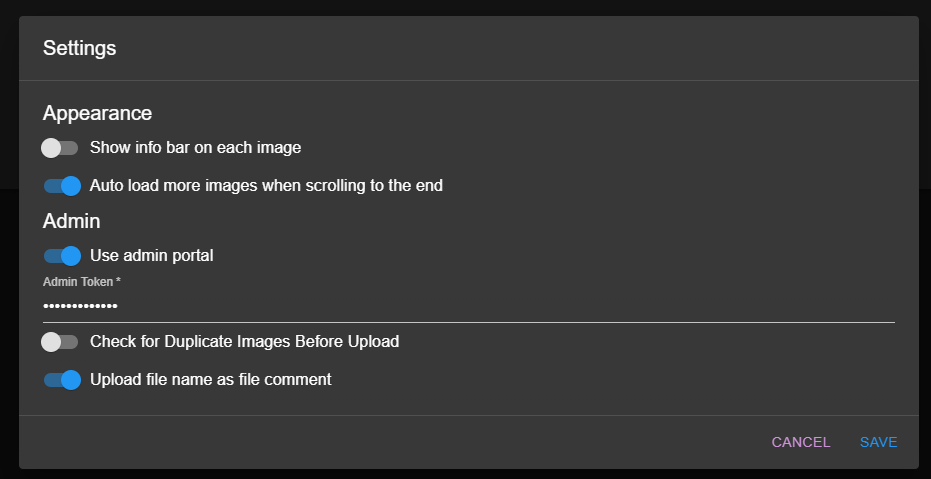 Settings
Appearance
Show info bar on each image
Auto load more images when scrolling to the end
Admin
Use admin portal
Admin Token *
•••••••••••••
Check for Duplicate Images Before Upload
Upload file name as file comment
CANCEL SAVE